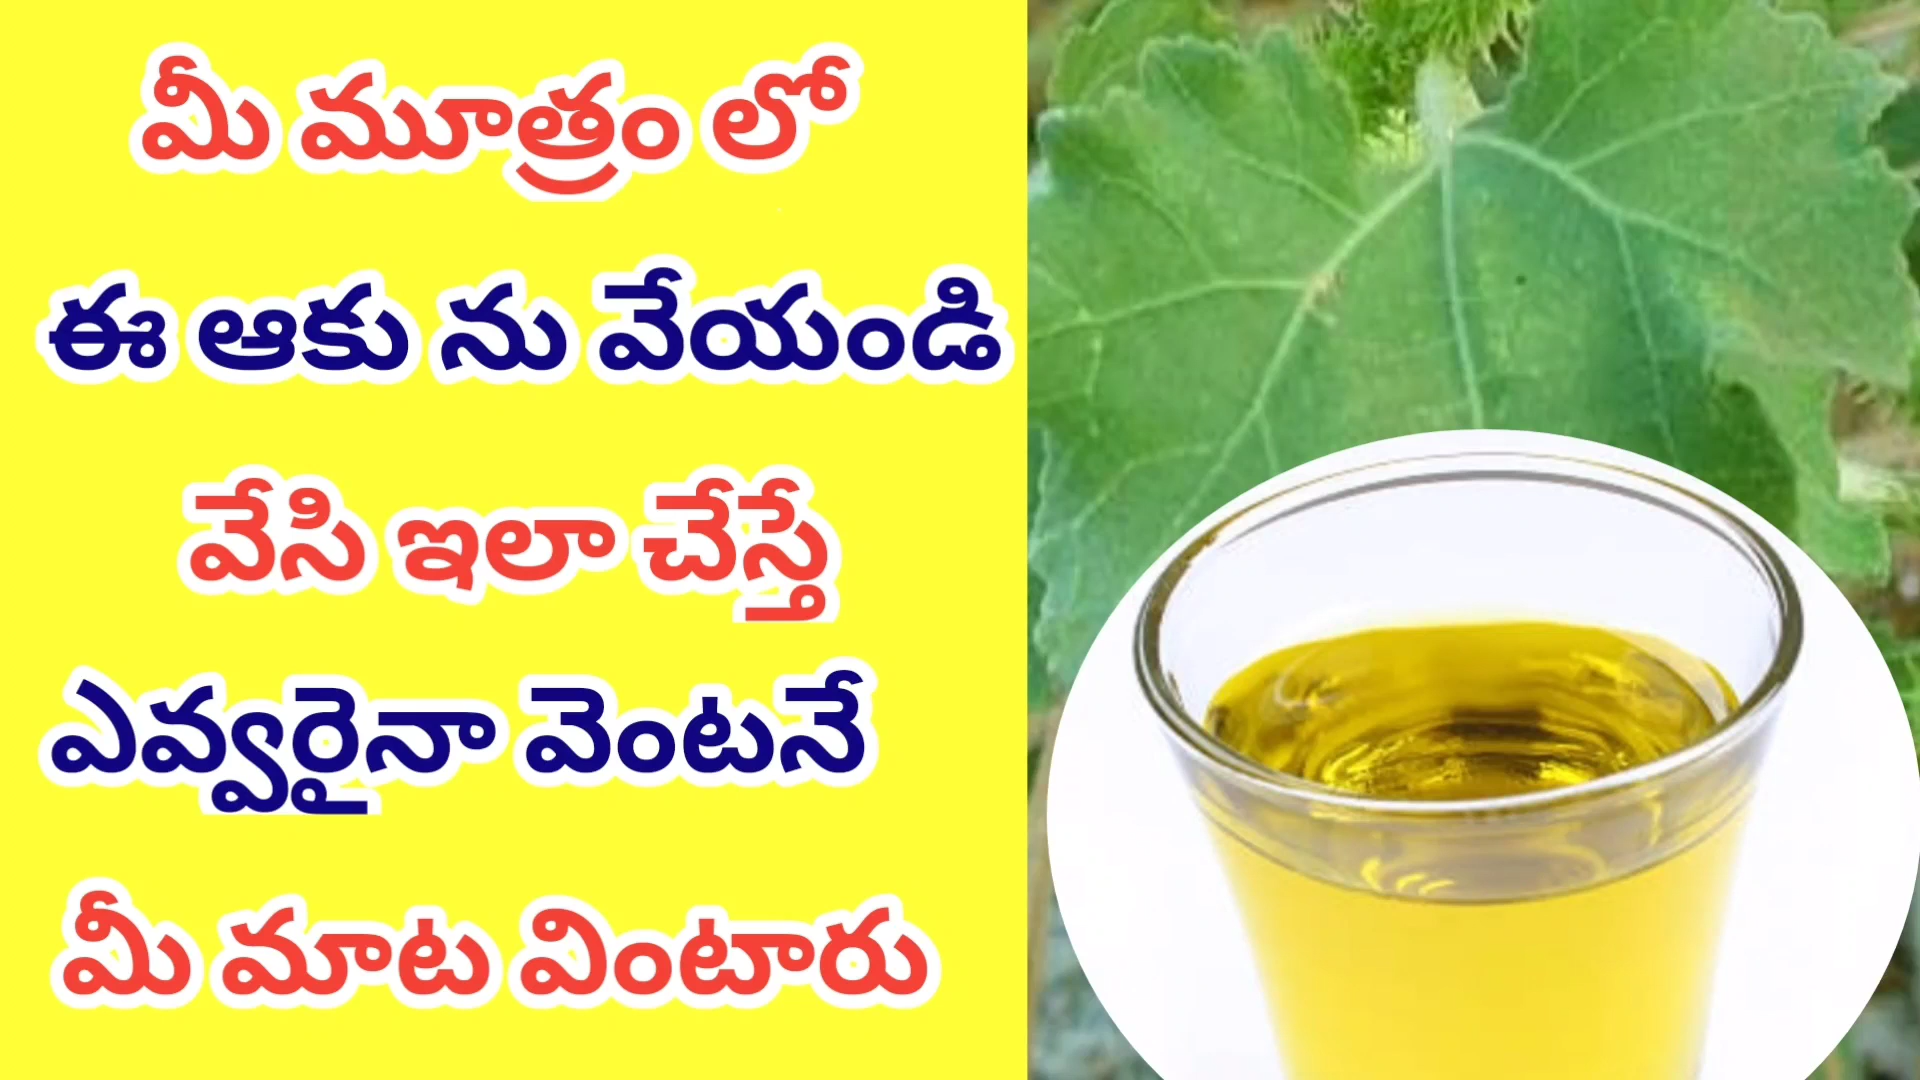 మీ మూత్రం లో
ఈ ఆకు ను వేయండి
వేసి ఇలా చేస్తే
ఎవ్వరైనా వెంటనే
మీ మాట వింటారు